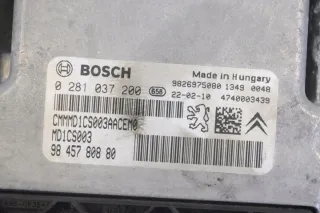 BOSCH
Made in Hungary
9826975080 1349 0048
0 281 037 200 656 22-02-10 4740003439
CMMMD1CS003AACEM0
MD1CS003
98 457 808 80